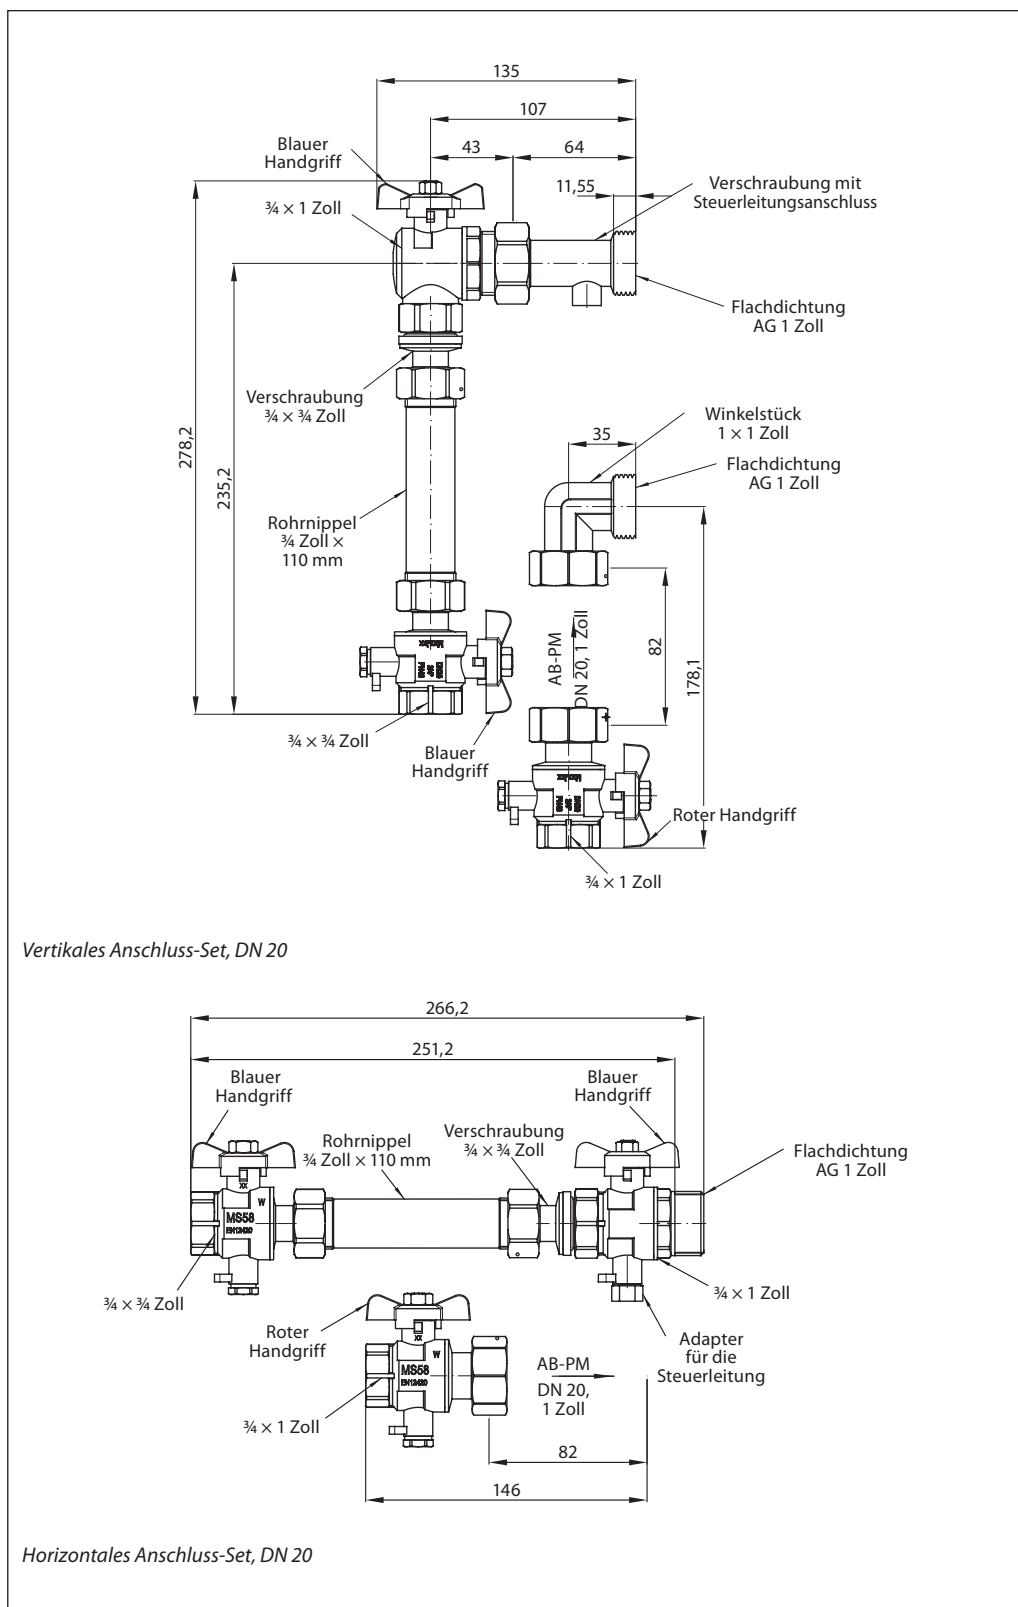 135
107
43
64
11,55
Blauer
Handgriff
¾ × 1 Zoll
Verschraubung mit
Steuerleitungsanschluss
Flachdichtung
AG 1 Zoll
Verschraubung
¾ × ¾ Zoll
278,2
235,2
Winkelstück
1 × 1 Zoll
35
Flachdichtung
AG 1 Zoll
Rohrnippel
¾ Zoll ×
110 mm
AB-PM
DN 20, 1 Zoll
82
178,1
¾ × ¾ Zoll
Blauer
Handgriff
Roter Handgriff
¾ × 1 Zoll
Vertikales Anschluss-Set, DN 20
266,2
251,2
Blauer
Handgriff
Blauer
Handgriff
Rohrnippel
¾ Zoll × 110 mm
Verschraubung
¾ × ¾ Zoll
Flachdichtung
AG 1 Zoll
XX
W
MS58
EN12420
¾ × ¾ Zoll
¾ × 1 Zoll
Roter
Handgriff
Adapter
für die
Steuerleitung
XX
W
MS58
EN12420
AB-PM
DN 20,
1 Zoll
¾ × 1 Zoll
82
146
Horizontales Anschluss-Set, DN 20